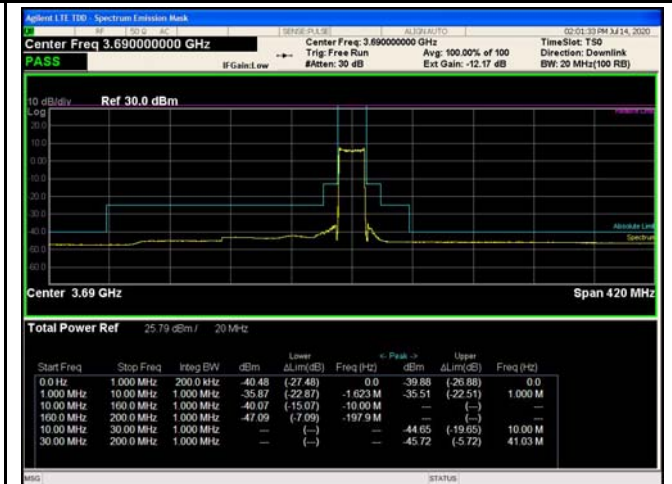 Agilent LTE TDD - Spectrum Emission Mask
RF 50 Ω AC SENSE:PULSE ALIGN AUTO 02:01:33 PM Jul 14, 2020
Center Freq 3.690000000 GHz Center Freq: 3.690000000 GHz TimeSlot: TS0
Trig: Free Run Avg: 100.00% of 100 Direction: Downlink
PASS IFGain:Low #Atten: 30 dB Ext Gain: -12.17 dB BW: 20 MHz(100 RB)
10 dB/div Ref 30.0 dBm
Log
20.0
10.0
0.00
Absolute Limit
Spectrum
Center 3.69 GHz Span 420 MHz
Total Power Ref 25.79 dBm / 20 MHz
Lower <- Peak -> Upper
Start Freq Stop Freq Integ BW dBm ΔLim(dB) Freq (Hz) dBm ΔLim(dB) Freq (Hz)
0.0 Hz 1.000 MHz 200.0 kHz -40.48 (-27.48) 0.0 -39.88 (-26.88) 0.0
1.000 MHz 10.00 MHz 1.000 MHz -35.87 (-22.87) -1.623 M -35.51 (-22.51) 1.000 M
10.00 MHz 160.0 MHz 1.000 MHz -40.07 (-15.07) -10.00 M --- (---) ---
160.0 MHz 200.0 MHz 1.000 MHz -47.09 (-7.09) -197.9 M --- (---) ---
10.00 MHz 30.00 MHz 1.000 MHz --- (---) --- -44.65 (-19.65) 10.00 M
30.00 MHz 200.0 MHz 1.000 MHz --- (---) --- -45.72 (-5.72) 41.03 M
MSG STATUS